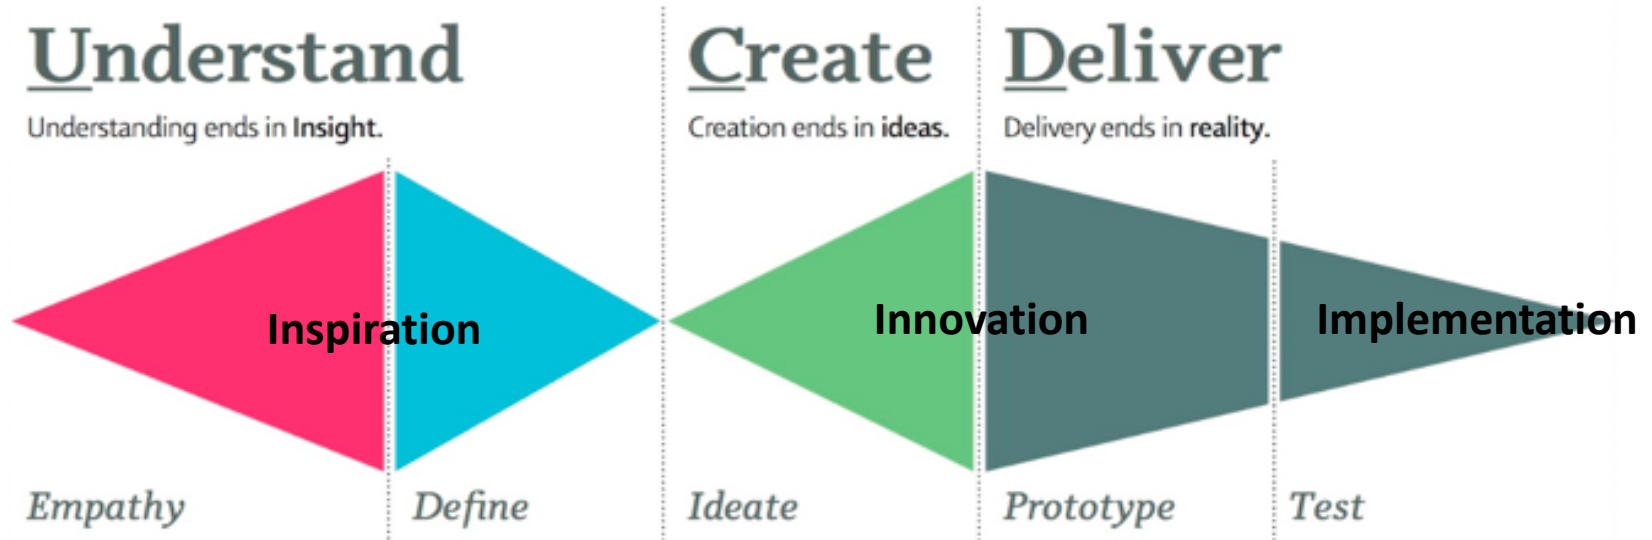 Understand
Create
Deliver
Understanding ends in Insight.
Creation ends in ideas.
Delivery ends in reality.
Inspiration
Innovation
Implementation
Empathy
Define
Ideate
Prototype
Test